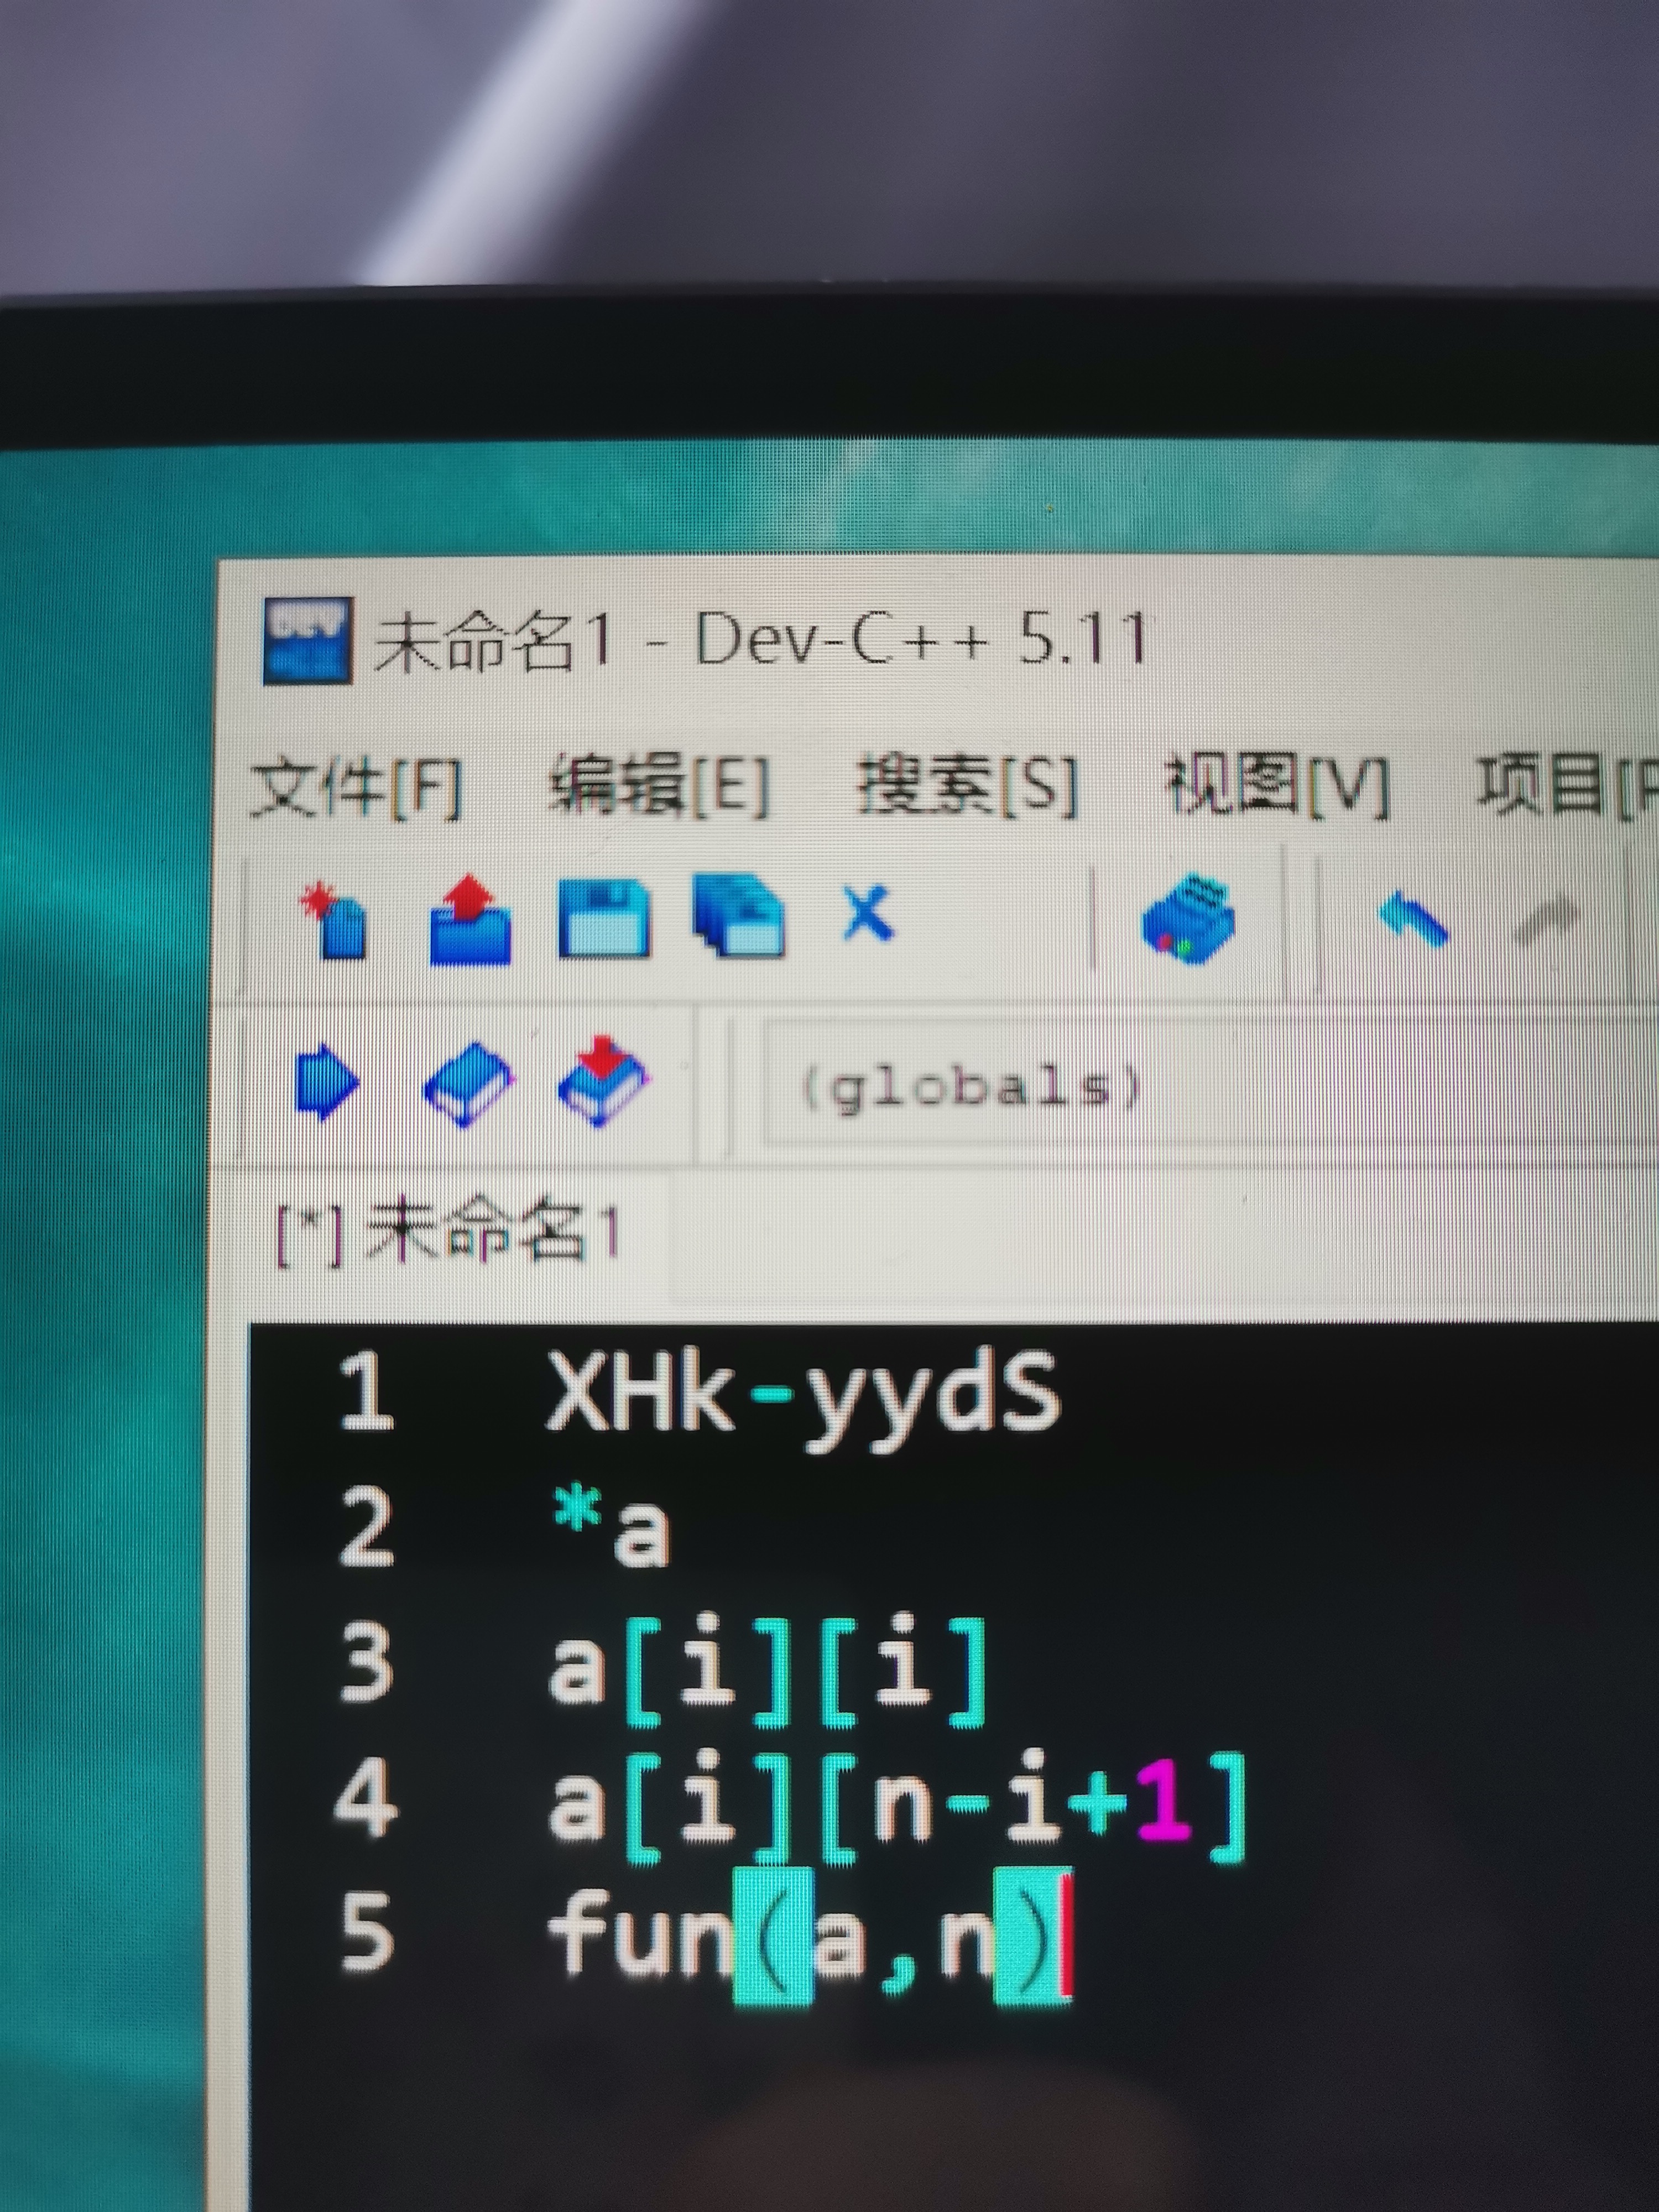 DEV
未命名1 - Dev-C++ 5.11
文件[F] 编辑[E] 搜索[S] 视图[V] 项目[P
(globals)
[*] 未命名1
1 XHk-yydS
2 *a
3 a[i][i]
4 a[i][n-i+1]
5 fun(a,n)